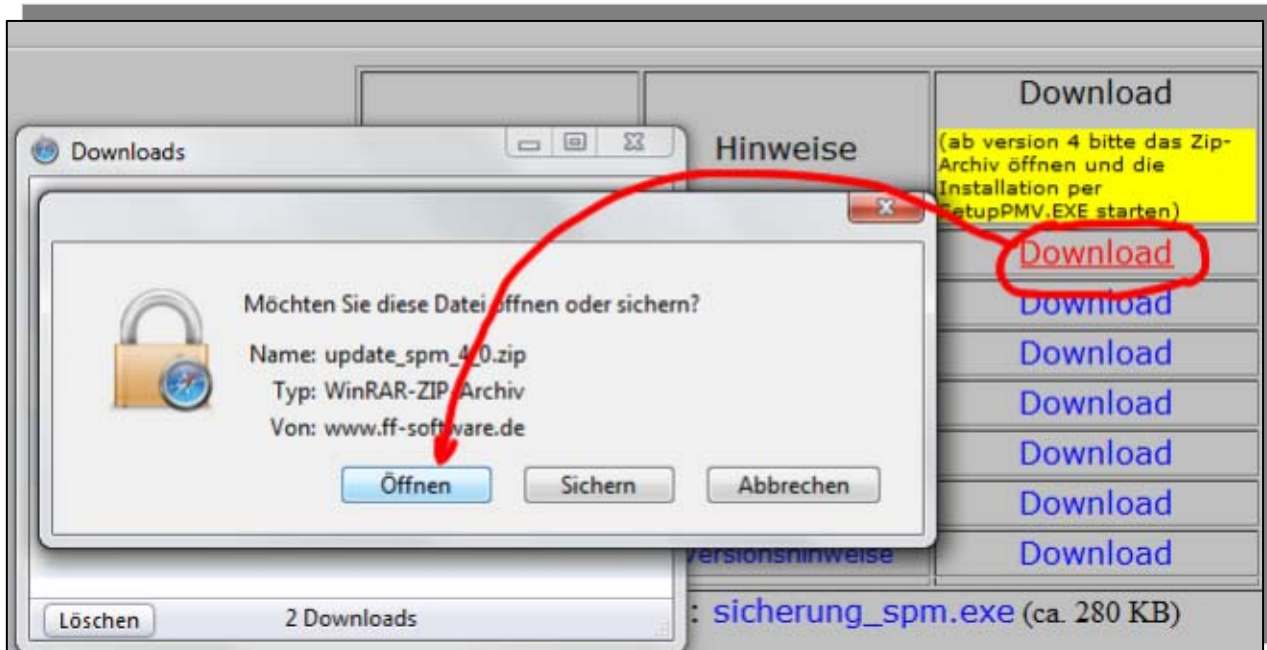 Download
Hinweise
(ab version 4 bitte das Zip-
Archiv öffnen und die
Installation per
SetupPMV.EXE starten)
Download
Download
Download
Download
Download
Download
Versionshinweise
Download
: sicherung_spm.exe (ca. 280 KB)
Downloads
Möchten Sie diese Datei öffnen oder sichern?
Name: update_spm_4_0.zip
Typ: WinRAR-ZIP-Archiv
Von: www.ff-software.de
Öffnen
Sichern
Abbrechen
Löschen
2 Downloads